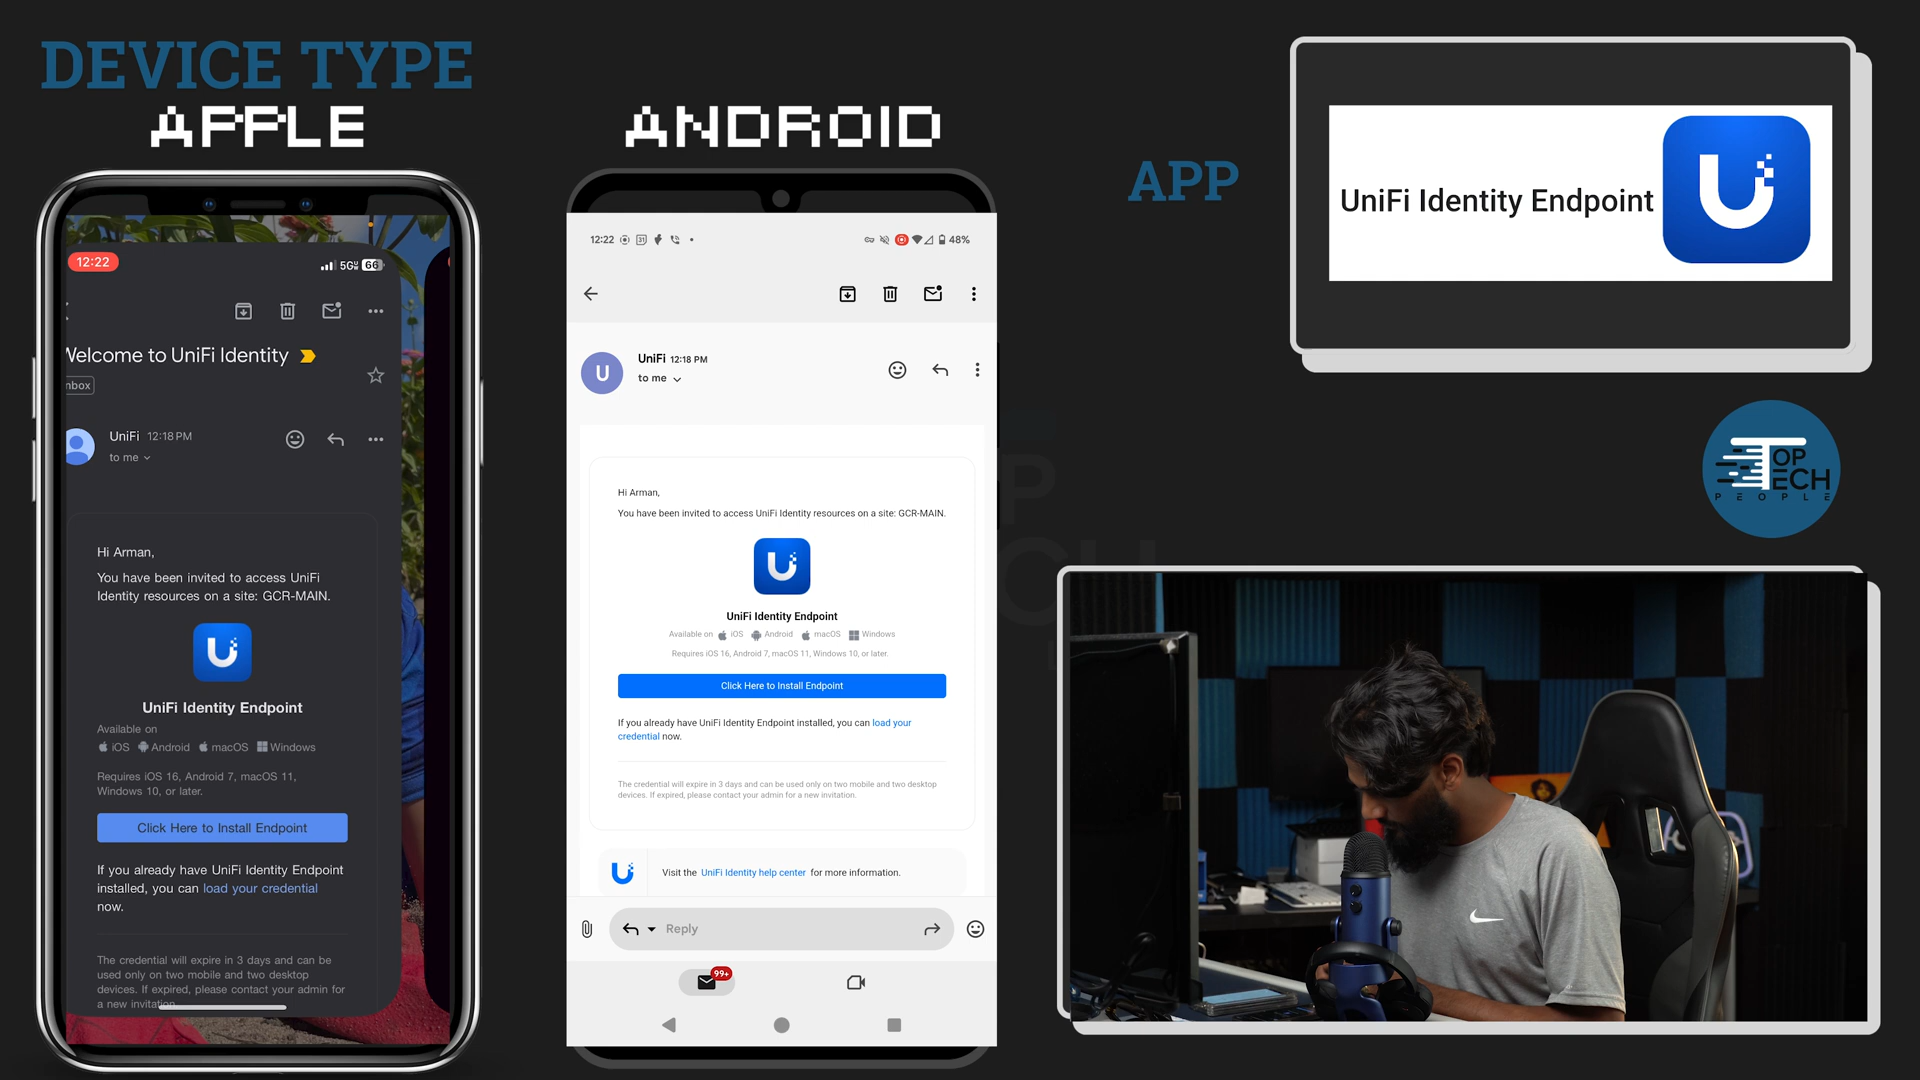 DEVICE TYPE
APPLE
12:22
5G
66
Welcome to UniFi Identity
nbox
UniFi 12:18 PM
to me
Hi Arman,
You have been invited to access UniFi
Identity resources on a site: GCR-MAIN.
UniFi Identity Endpoint
Available on
iOS Android macOS Windows
Requires iOS 16, Android 7, macOS 11,
Windows 10, or later.
Click Here to Install Endpoint
If you already have UniFi Identity Endpoint
installed, you can load your credential
now.
The credential will expire in 3 days and can be
used only on two mobile and two desktop
devices. If expired, please contact your admin for
a new invitation.
ANDROID
12:22
31
48%
U
UniFi 12:18 PM
to me
Hi Arman,
You have been invited to access UniFi Identity resources on a site: GCR-MAIN.
UniFi Identity Endpoint
Available on iOS Android macOS Windows
Requires iOS 16, Android 7, macOS 11, Windows 10, or later.
Click Here to Install Endpoint
If you already have UniFi Identity Endpoint installed, you can load your
credential now.
The credential will expire in 3 days and can be used only on two mobile and two desktop
devices. If expired, please contact your admin for a new invitation.
Visit the UniFi Identity help center for more information.
Reply
99+
APP
UniFi Identity Endpoint
TOP
TECH
PEOPLE